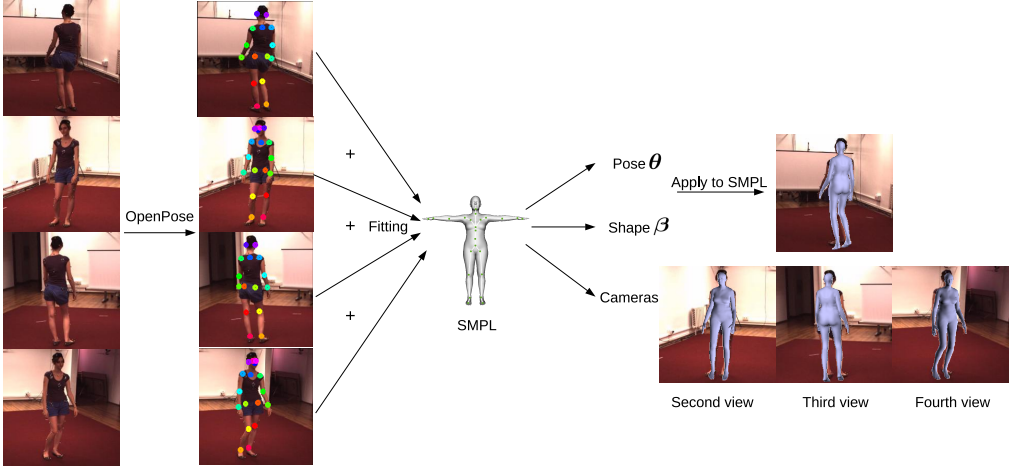 OpenPose
+
+
+
Fitting
SMPL
Pose θ
Shape β
Cameras
Apply to SMPL
Second view
Third view
Fourth view